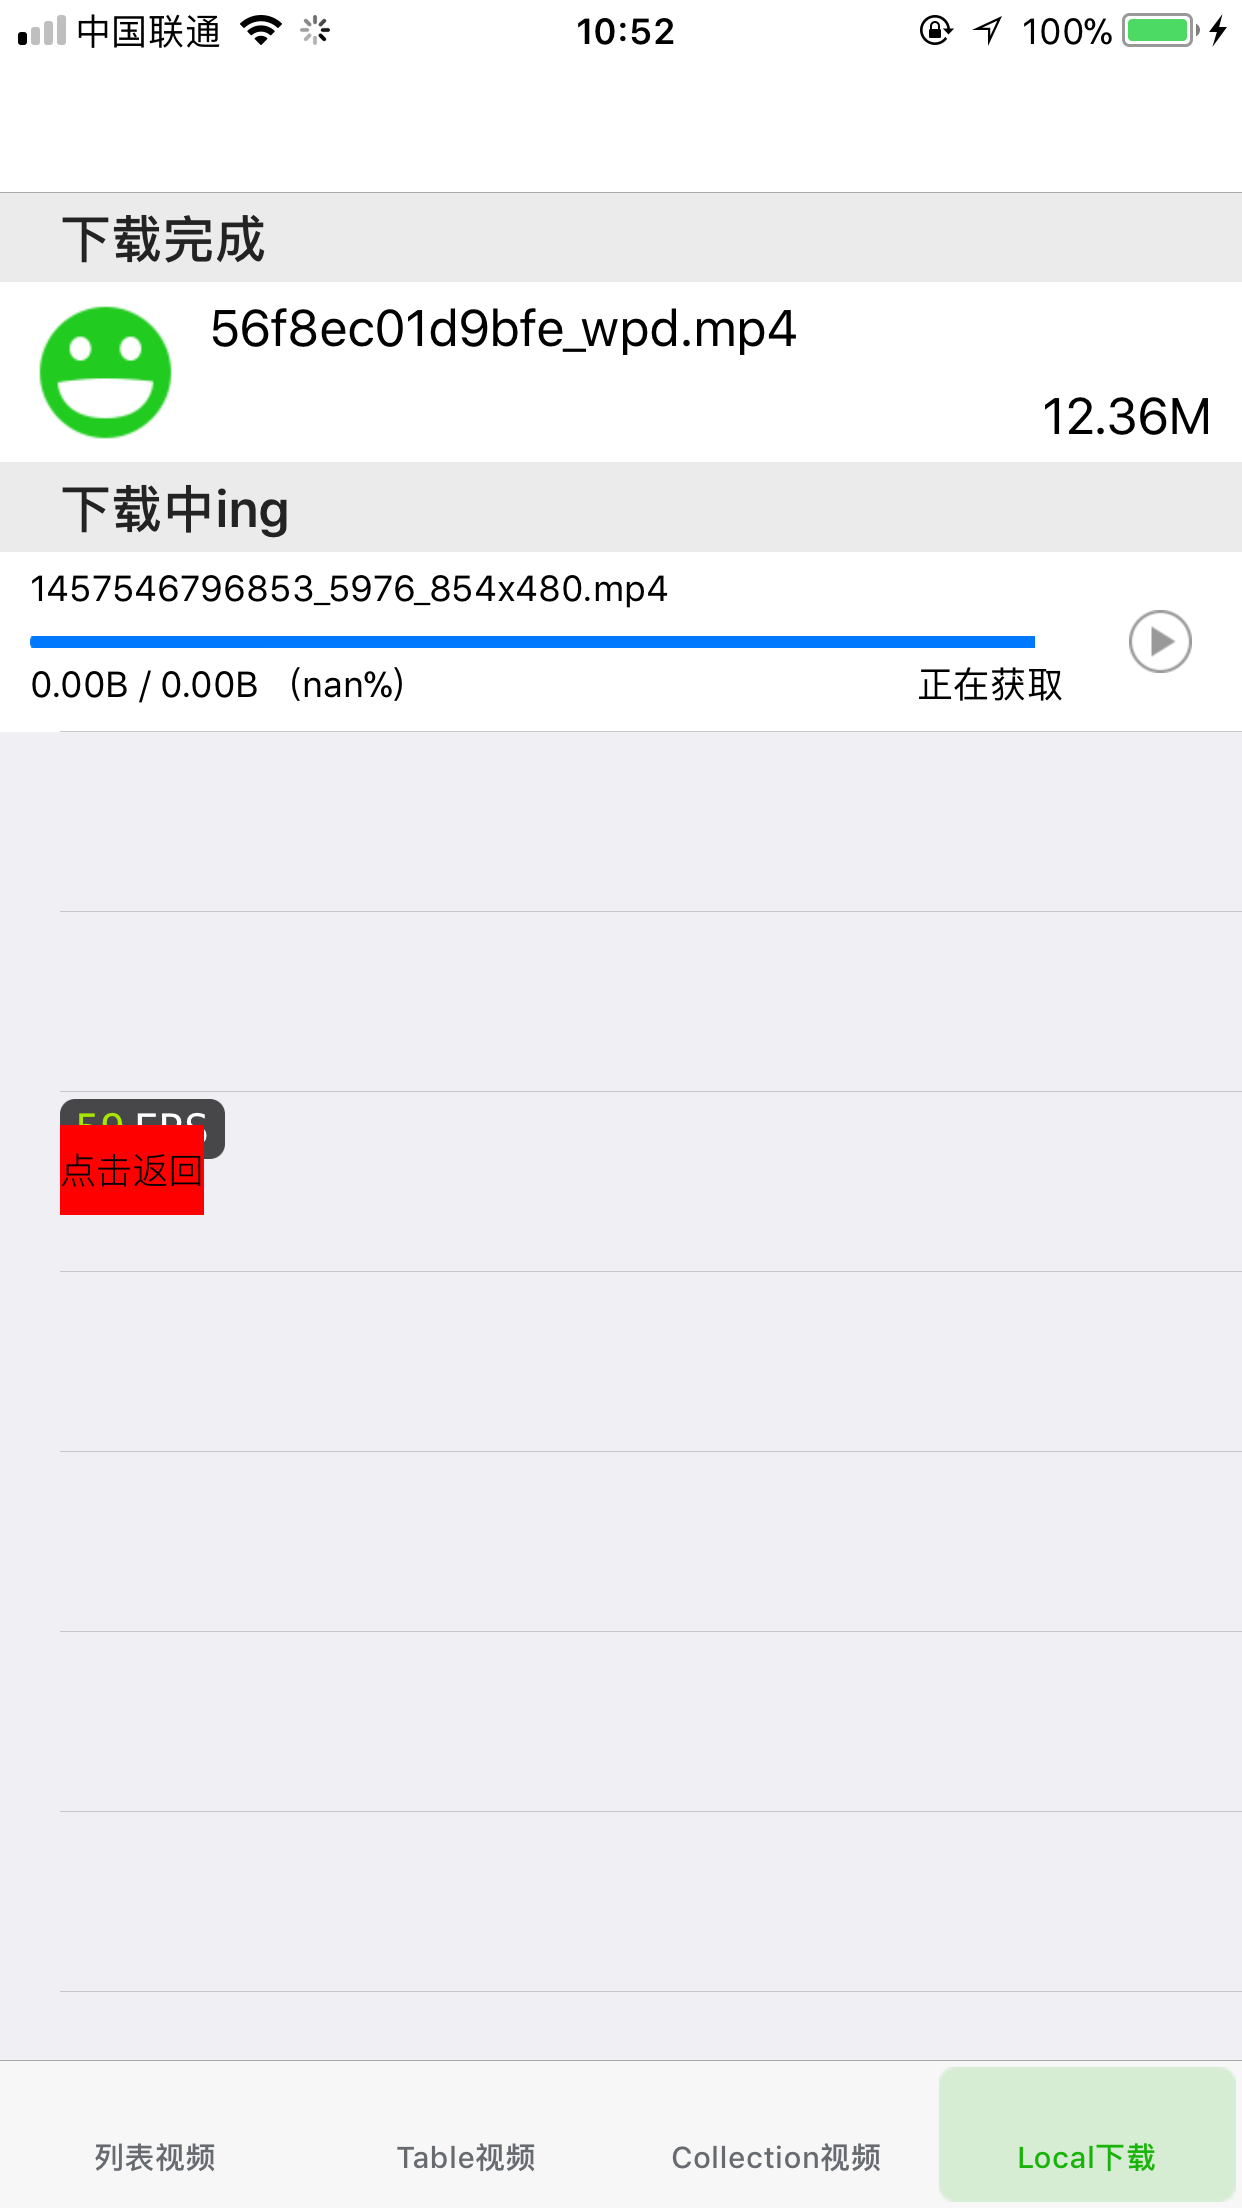 中国联通 10:52 100%
下载完成
56f8ec01d9bfe_wpd.mp4
12.36M
下载中ing
1457546796853_5976_854x480.mp4
0.00B / 0.00B (nan%) 正在获取
点击返回
列表视频 Table视频 Collection视频 Local下载